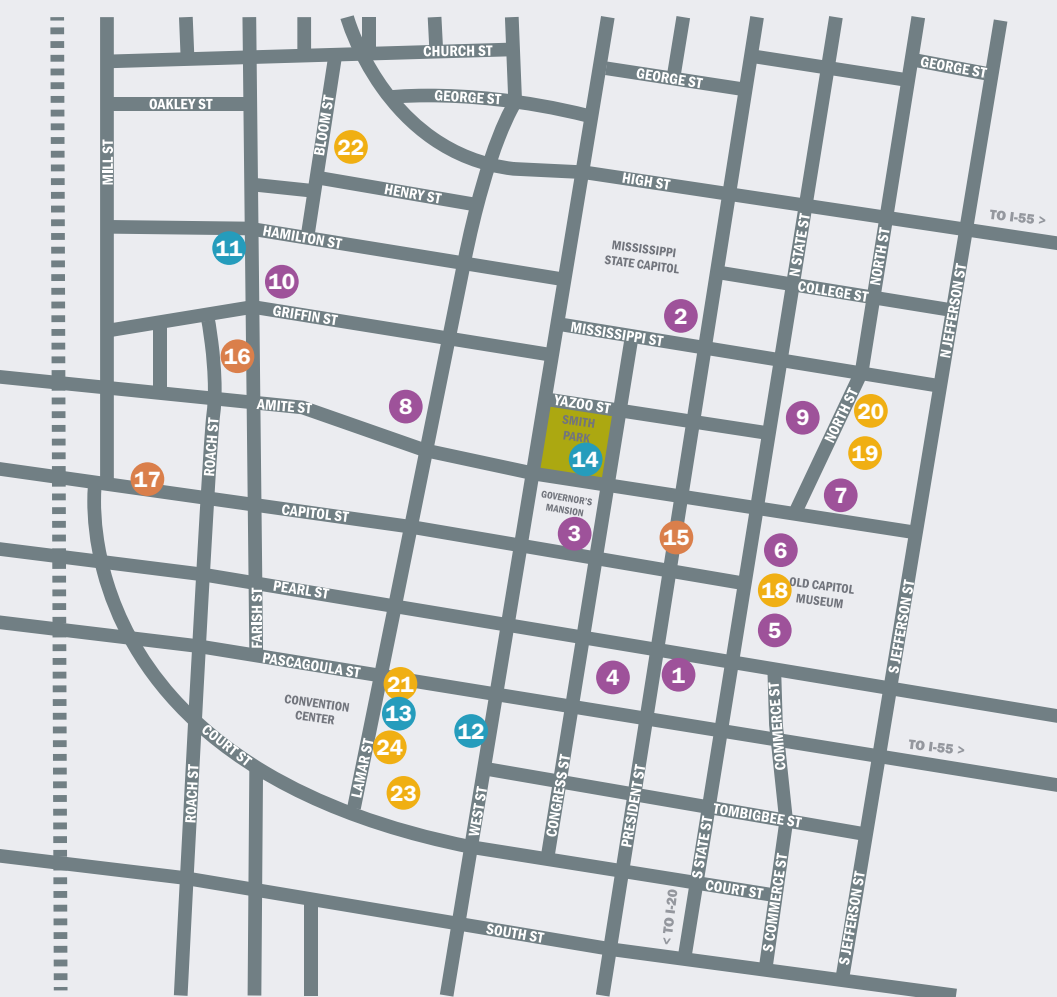 CHURCH ST
GEORGE ST
GEORGE ST
GEORGE ST
OAKLEY ST
MILL ST
BLOOM ST
22
HENRY ST
HIGH ST
TO I-55 >
11
HAMILTON ST
MISSISSIPPI
STATE CAPITOL
N STATE ST
NORTH ST
10
COLLEGE ST
N JEFFERSON ST
GRIFFIN ST
2
MISSISSIPPI ST
16
AMITE ST
8
YAZOO ST
SMITH
PARK
14
9
NORTH ST
20
19
7
ROACH ST
17
CAPITOL ST
GOVERNOR'S
MANSION
3
15
6
18
OLD CAPITOL
MUSEUM
5
PEARL ST
FARISH ST
S JEFFERSON ST
PASCAGOULA ST
21
4
1
CONVENTION
CENTER
13
12
24
23
COMMERCE ST
TO I-55 >
COURT ST
LAMAR ST
ROACH ST
WEST ST
CONGRESS ST
PRESIDENT ST
TOMBIGBEE ST
S STATE ST
COURT ST
S COMMERCE ST
S JEFFERSON ST
< TO I-20
SOUTH ST